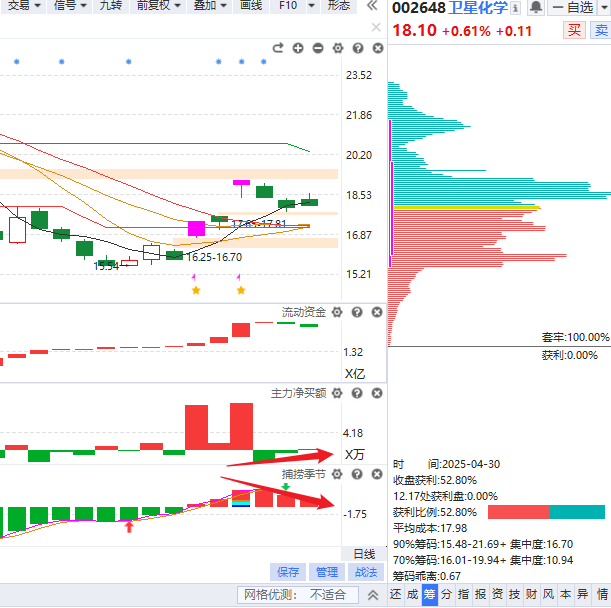 交易 信号 九转 前复权 叠加 画线 F10 形态
002648 卫星化学 自选
18.10 +0.61% +0.11 买 卖
23.52
21.86
20.20
18.53
16.87
15.21
17.65-17.81
16.25-16.70
15.54
流动资金
1.32
X亿
主力净买额
4.18
X万
捕捞季节
-1.75
日线
保存 管理 战法
网格优测: 不适合
套牢:100.00%
获利:0.00%
时 间:2025-04-30
收盘获利:52.80%
12.17处获利盘:0.00%
获利比例:52.80%
平均成本:17.98
90%筹码:15.48-21.69+ 集中度:16.70
70%筹码:16.01-19.94+ 集中度:10.94
筹码乖离:0.67
还 成 筹 分 指 报 资 财 风 本 异 情